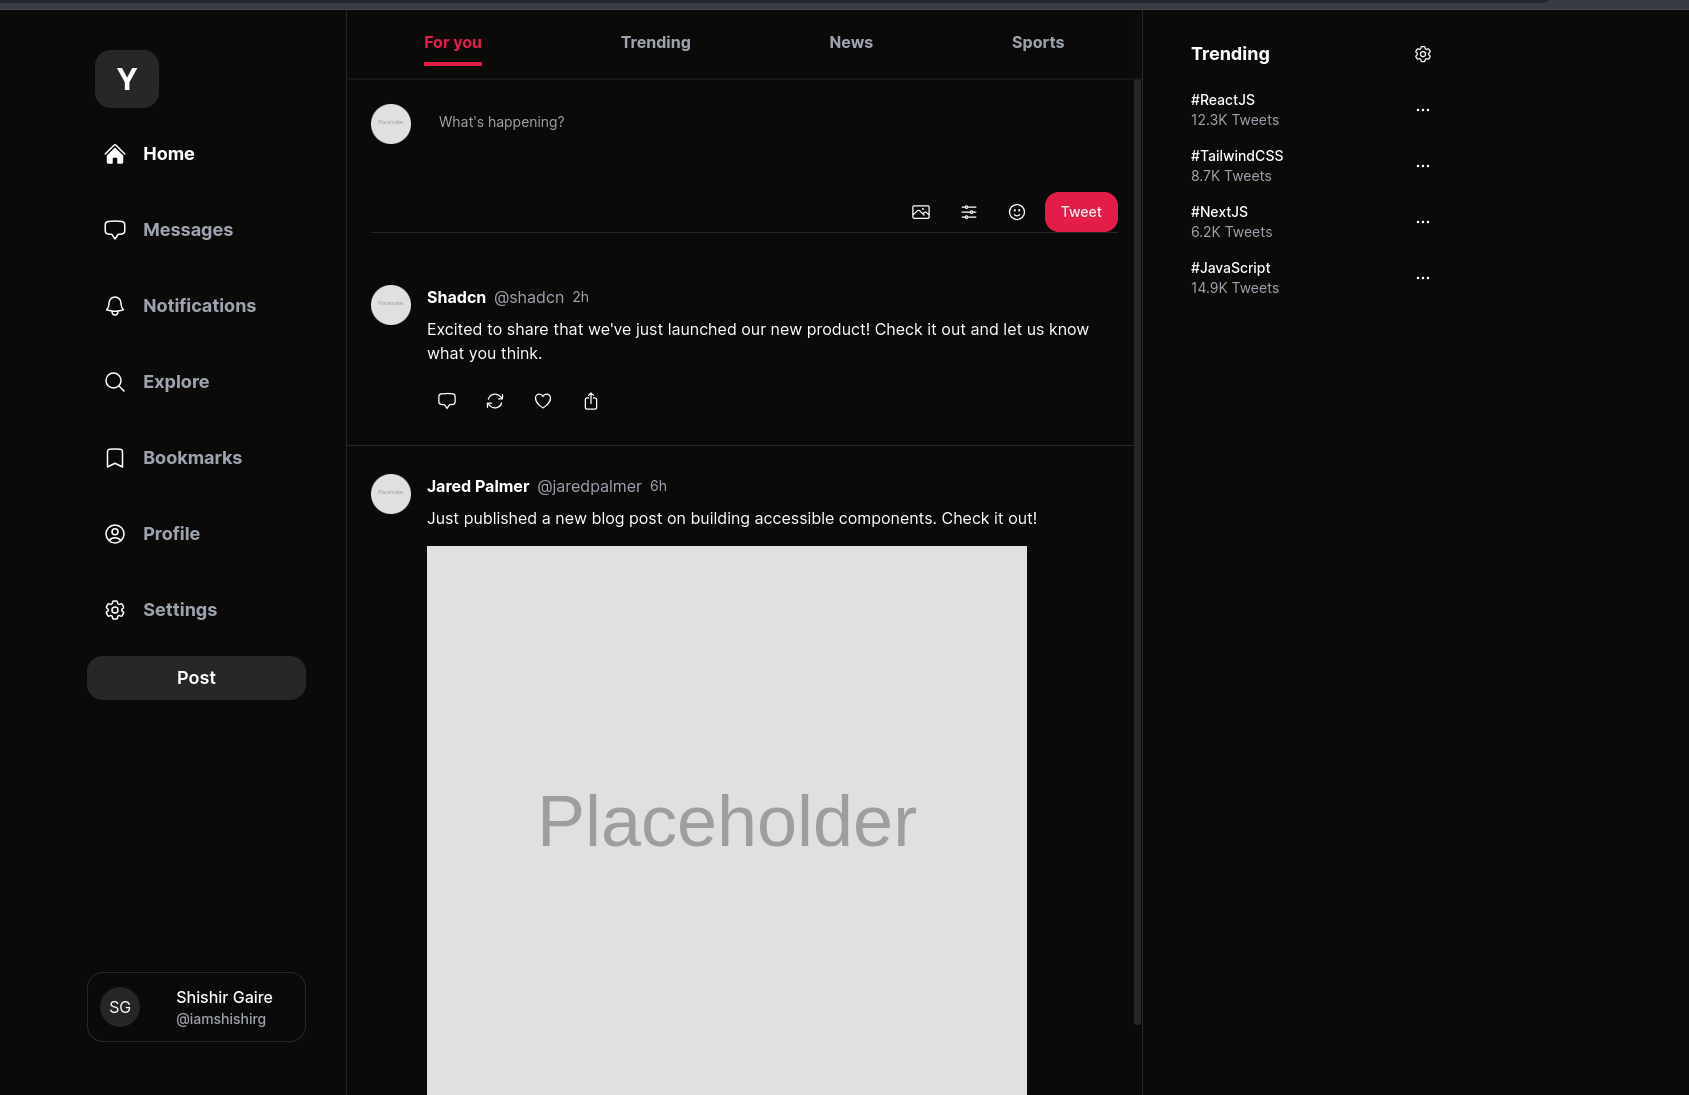 Y
Home
Messages
Notifications
Explore
Bookmarks
Profile
Settings
Post
SG
Shishir Gaire
@iamshishirg
For you
Trending
News
Sports
Placeholder
What's happening?
Tweet
Placeholder
Shadcn @shadcn 2h
Excited to share that we've just launched our new product! Check it out and let us know
what you think.
Placeholder
Jared Palmer @jaredpalmer 6h
Just published a new blog post on building accessible components. Check it out!
Placeholder
Trending
#ReactJS
12.3K Tweets
#TailwindCSS
8.7K Tweets
#NextJS
6.2K Tweets
#JavaScript
14.9K Tweets